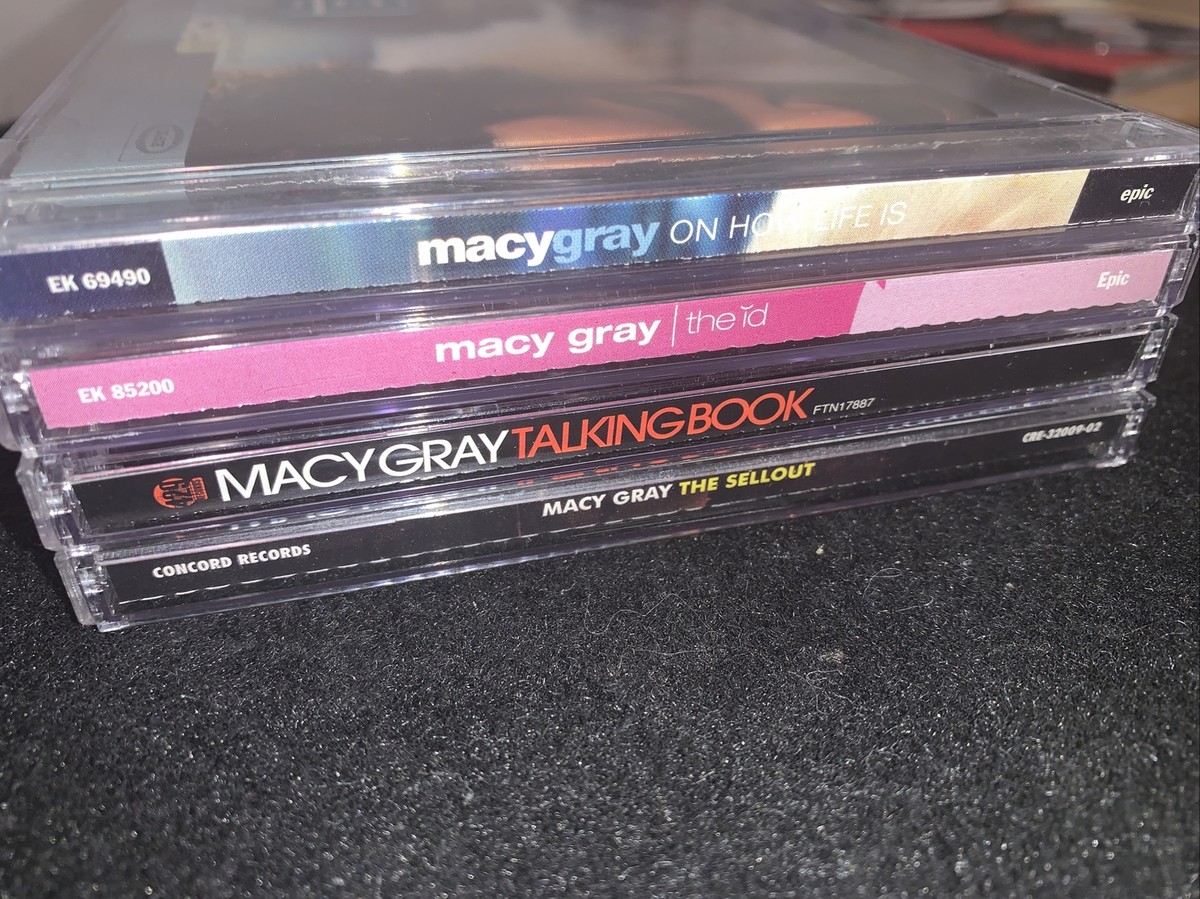 EK 69490 macygray ON HOW LIFE IS epic
EK 85200 macy gray | the id Epic
MACY GRAY TALKING BOOK FTN17887
CONCORD RECORDS MACY GRAY THE SELLOUT CRE-32009-02